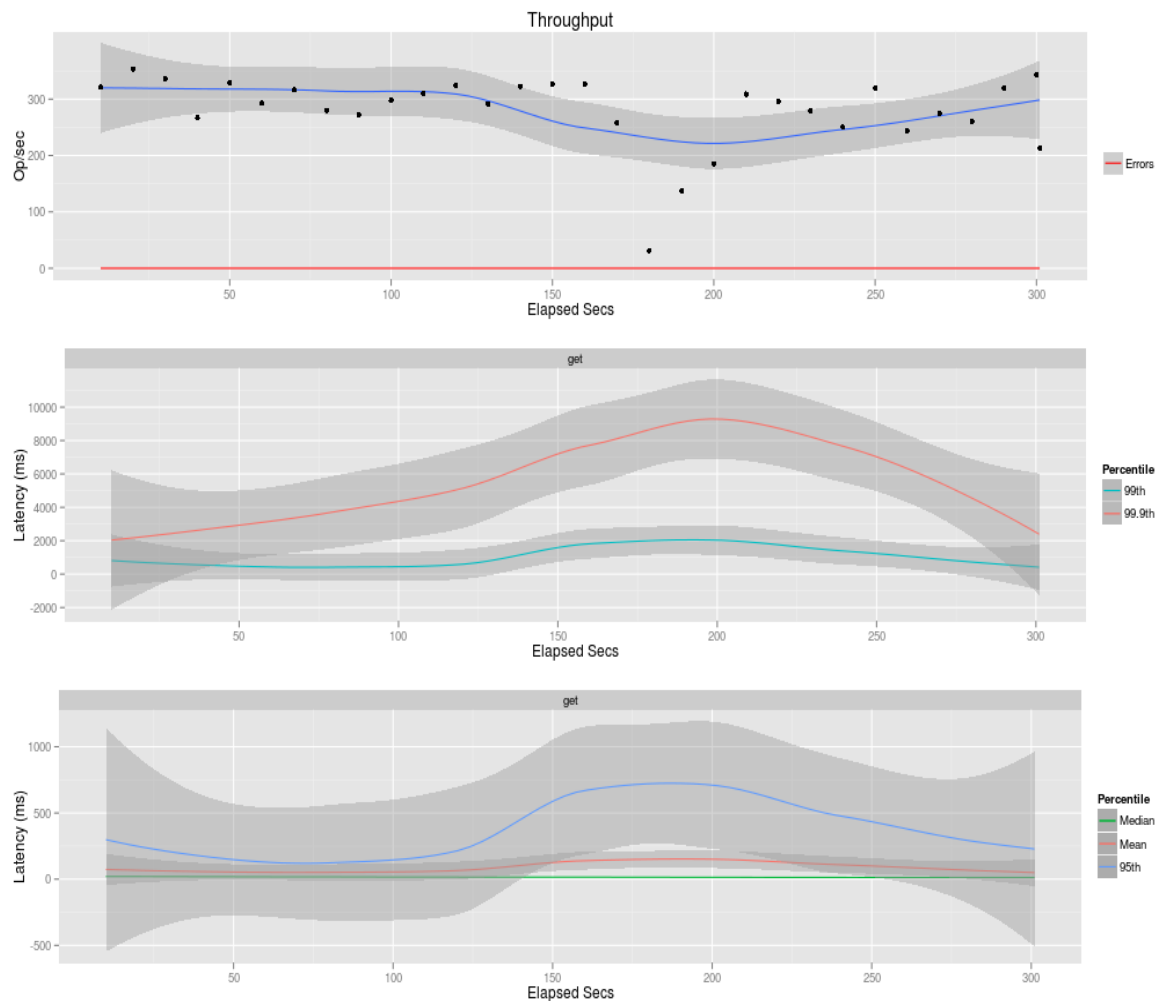 Throughput
300
200
100
0
Op/sec
50
100
150
200
250
300
Elapsed Secs
Errors
get
10000
8000
6000
4000
2000
0
-2000
Latency (ms)
50
100
150
200
250
300
Elapsed Secs
Percentile
99th
99.9th
get
1000
500
0
-500
Latency (ms)
50
100
150
200
250
300
Elapsed Secs
Percentile
Median
Mean
95th